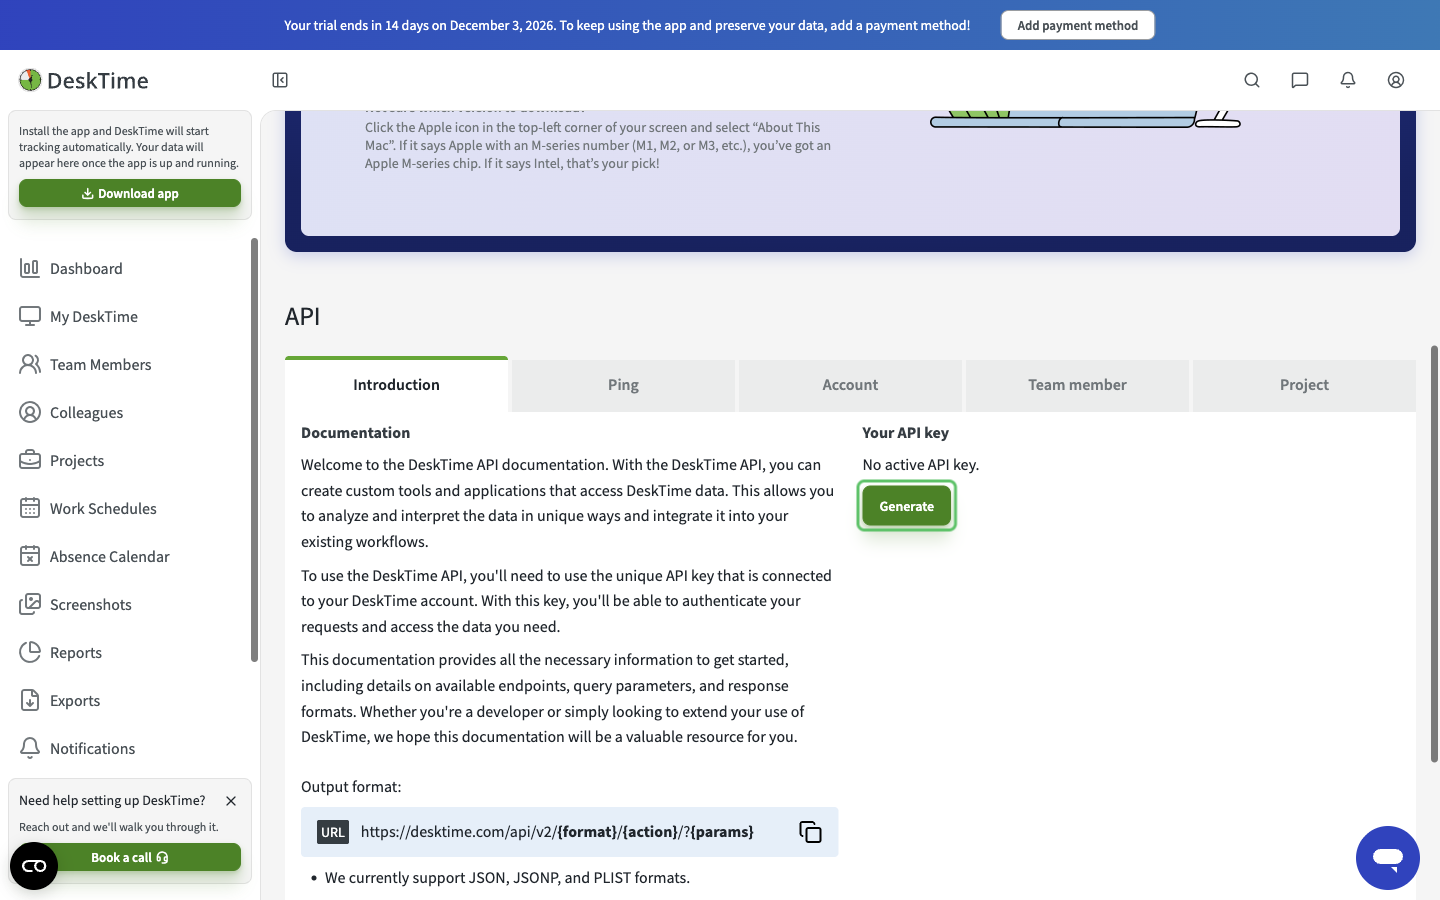 Your trial ends in 14 days on December 3, 2026. To keep using the app and preserve your data, add a payment method!
Add payment method
DeskTime
Install the app and DeskTime will start
tracking automatically. Your data will
appear here once the app is up and running.
Download app
Dashboard
My DeskTime
Team Members
Colleagues
Projects
Work Schedules
Absence Calendar
Screenshots
Reports
Exports
Notifications
Need help setting up DeskTime?
Reach out and we'll walk you through it.
Book a call
Click the Apple icon in the top-left corner of your screen and select “About This
Mac”. If it says Apple with an M-series number (M1, M2, or M3, etc.), you’ve got an
Apple M-series chip. If it says Intel, that’s your pick!
API
Introduction
Ping
Account
Team member
Project
Documentation
Welcome to the DeskTime API documentation. With the DeskTime API, you can
create custom tools and applications that access DeskTime data. This allows you
to analyze and interpret the data in unique ways and integrate it into your
existing workflows.
To use the DeskTime API, you'll need to use the unique API key that is connected
to your DeskTime account. With this key, you'll be able to authenticate your
requests and access the data you need.
This documentation provides all the necessary information to get started,
including details on available endpoints, query parameters, and response
formats. Whether you're a developer or simply looking to extend your use of
DeskTime, we hope this documentation will be a valuable resource for you.
Output format:
URL https://desktime.com/api/v2/{format}/{action}/?{params}
• We currently support JSON, JSONP, and PLIST formats.
Your API key
No active API key.
Generate